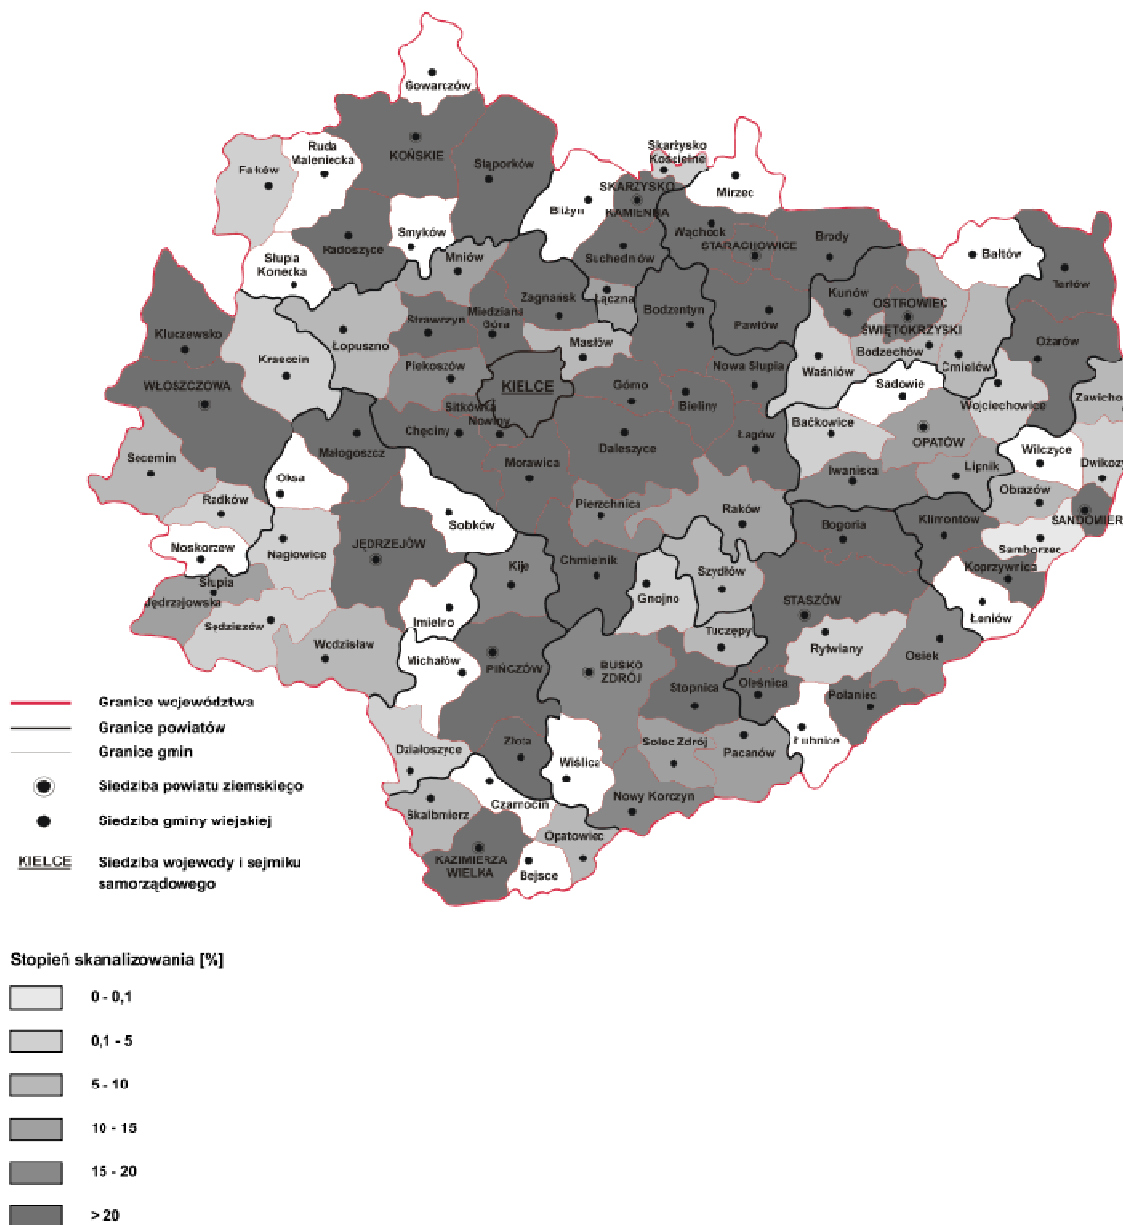 Gowarczów
Ruda
Maleniecka
KOŃSKIE
Skarżysko
Kościelne
Fałków
Stąporków
Mirzec
SKARŻYSKO
KAMIENNA
Bliżyn
Smyków
Radoszyce
Wąchock
STARACHOWICE
Brody
Bałtów
Słupia
Konecka
Mniów
Suchedniów
Tarłów
Łączna
Kunów
OSTROWIEC
ŚWIĘTOKRZYSKI
Zagnańsk
Bodzentyn
Pawłów
Kluczewsko
Strawczyn
Miedziana
Góra
Krasocin
Łopuszno
Masłów
Bodzechów
Ożarów
Ćmielów
Piekoszów
Nowa Słupia
Waśniów
WŁOSZCZOWA
KIELCE
Górno
Sadowie
Bieliny
Wojciechowice
Zawichost
Sitkówka
Nowiny
Chęciny
Baćkowice
OPATÓW
Łagów
Daleszyce
Małogoszcz
Wilczyce
Secemin
Morawica
Iwaniska
Lipnik
Dwikozy
Oksa
Radków
Pierzchnica
Obrazów
Raków
Sobków
Bogoria
Klimontów
SANDOMIERZ
Nagłowice
JĘDRZEJÓW
Samborzec
Noskorzew
Kije
Chmielnik
Szydłów
Koprzywnica
Słupia
Jędrzejowska
Gnojno
STASZÓW
Łoniów
Imielno
Sędziszów
Tuczępy
Rytwiany
Wodzisław
Osiek
Michałów
PIŃCZÓW
BUSKO
ZDRÓJ
Stopnica
Oleśnica
Połaniec
Łubnice
Działoszyce
Złota
Solec Zdrój
Pacanów
Wiślica
Skalbmierz
Czarnocin
Nowy Korczyn
Opatowiec
KAZIMIERZA
WIELKA
Bejsce
Granice województwa
Granice powiatów
Granice gmin
Siedziba powiatu ziemskiego
Siedziba gminy wiejskiej
KIELCE Siedziba wojewody i sejmiku
samorządowego
Stopień skanalizowania [%]
0 - 0,1
0,1 - 5
5 - 10
10 - 15
15 - 20
> 20